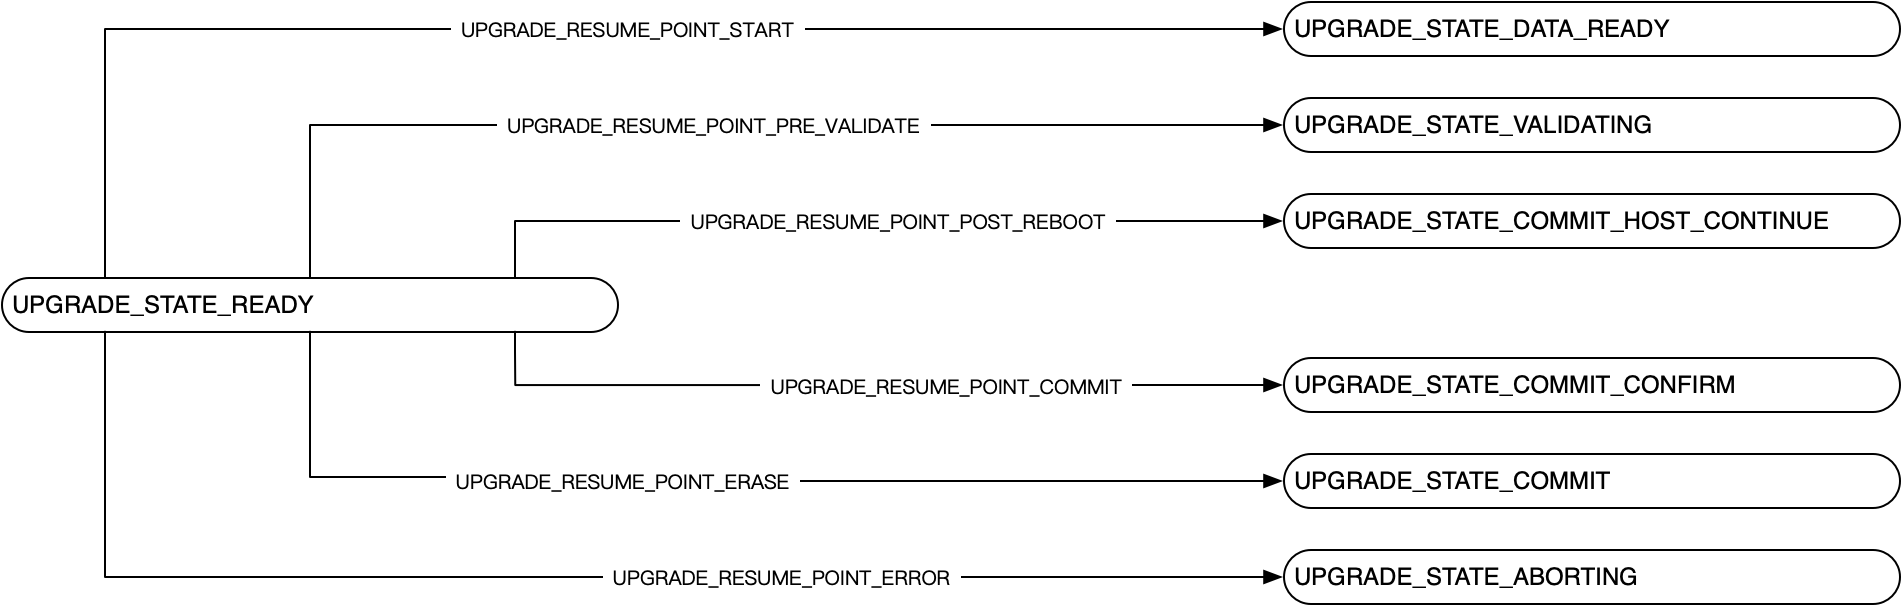 UPGRADE_RESUME_POINT_START
UPGRADE_STATE_DATA_READY
UPGRADE_RESUME_POINT_PRE_VALIDATE
UPGRADE_STATE_VALIDATING
UPGRADE_RESUME_POINT_POST_REBOOT
UPGRADE_STATE_COMMIT_HOST_CONTINUE
UPGRADE_STATE_READY
UPGRADE_RESUME_POINT_COMMIT
UPGRADE_STATE_COMMIT_CONFIRM
UPGRADE_RESUME_POINT_ERASE
UPGRADE_STATE_COMMIT
UPGRADE_RESUME_POINT_ERROR
UPGRADE_STATE_ABORTING